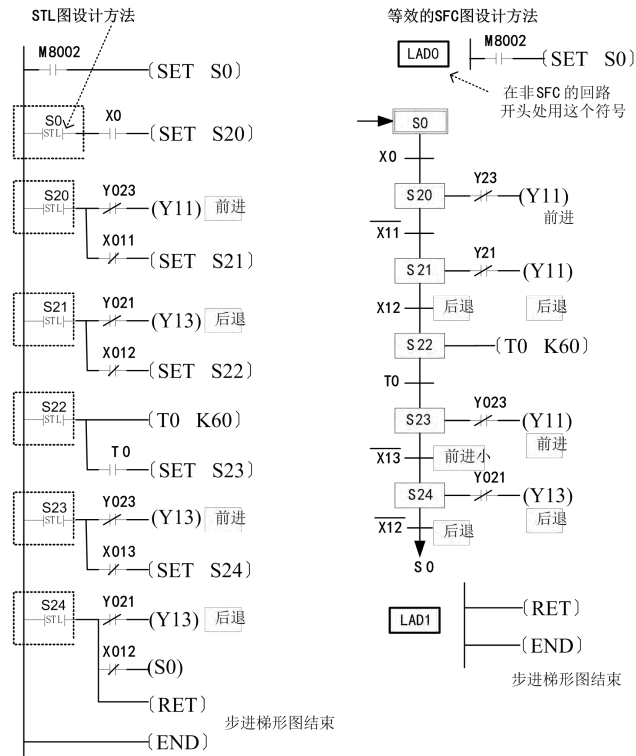 STL图设计方法
M8002
(SET S0)
S0
STL
X0
(SET S20)
S20
STL
Y023
(Y11)
前进
X011
(SET S21)
S21
STL
Y021
(Y13)
后退
X012
(SET S22)
S22
STL
(T0 K60)
T0
(SET S23)
S23
STL
Y023
(Y13)
前进
X013
(SET S24)
S24
STL
Y021
(Y13)
后退
X012
(S0)
(RET)
步进梯形图结束
(END)
等效的SFC图设计方法
LAD0
M8002
(SET S0)
在非SFC的回路
开头处用这个符号
S0
X0
S20
Y23
(Y11)
前进
X11
S21
Y21
(Y11)
X12
后退
后退
S22
(T0 K60)
T0
S23
Y023
(Y11)
前进
X13
前进小
S24
Y021
(Y13)
后退
X12
后退
S0
LAD1
(RET)
(END)
步进梯形图结束